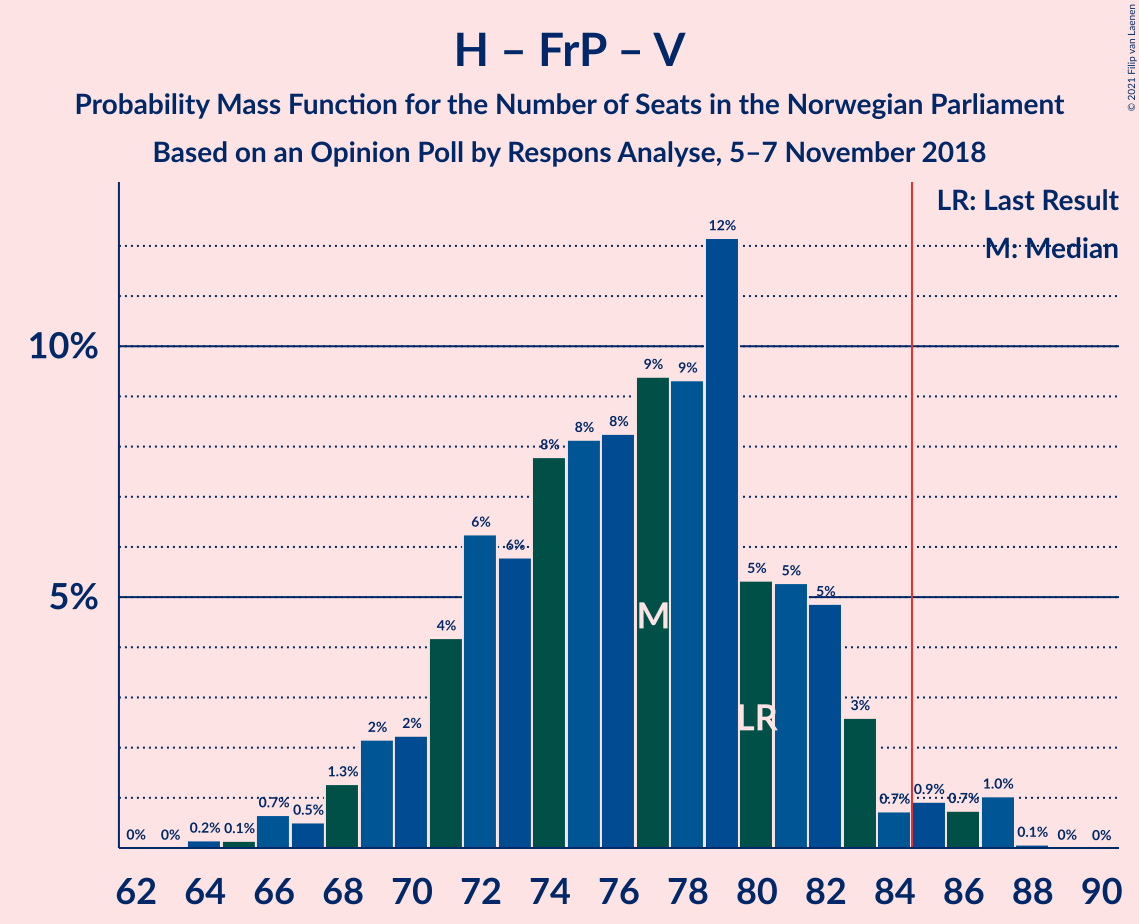 H – FrP – V
Probability Mass Function for the Number of Seats in the Norwegian Parliament
Based on an Opinion Poll by Respons Analyse, 5–7 November 2018
© 2021 Filip van Laenen
LR: Last Result
M: Median
10%
5%
0% 0% 0.2% 0.1% 0.7% 0.5% 1.3% 2% 2% 4% 6% 6% 8% 8% 8% 9% 9% 12% 5% 5% 5% 3% 0.7% 0.9% 0.7% 1.0% 0.1% 0% 0%
M
LR
62 64 66 68 70 72 74 76 78 80 82 84 86 88 90